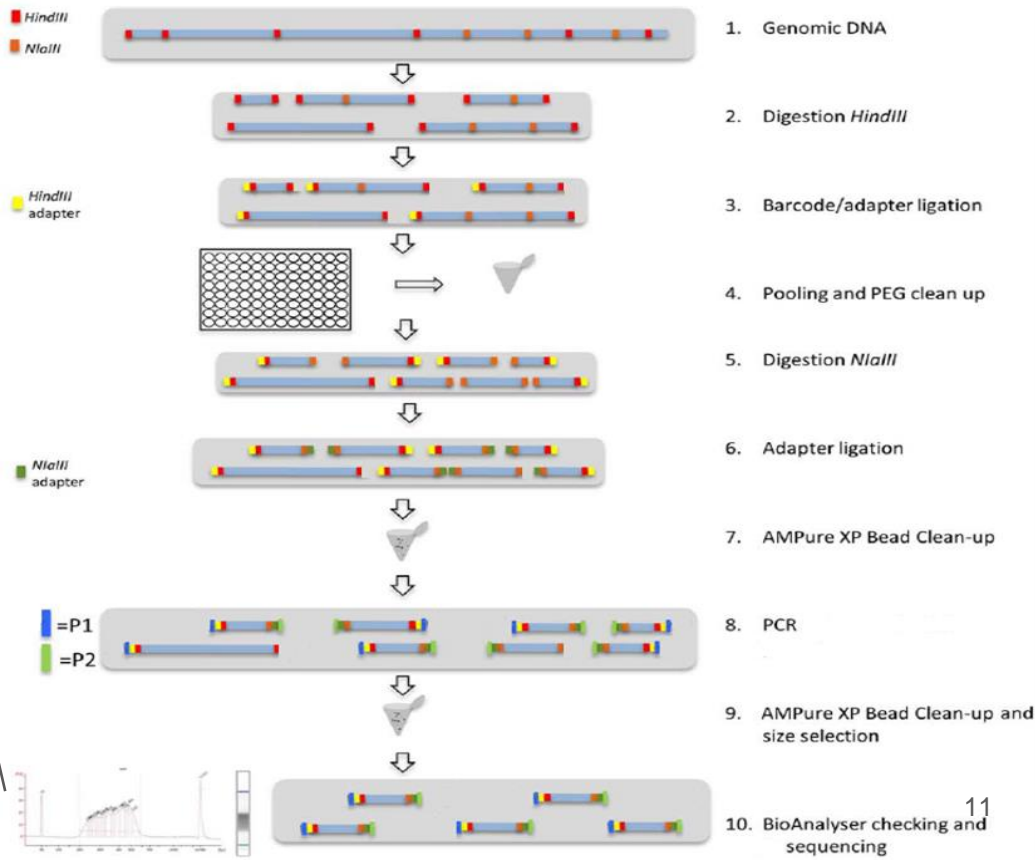 HindIII
NlaIII
1. Genomic DNA
2. Digestion HindIII
HindIII
adapter
3. Barcode/adapter ligation
4. Pooling and PEG clean up
5. Digestion NlaIII
6. Adapter ligation
NlaIII
adapter
7. AMPure XP Bead Clean-up
=P1
=P2
8. PCR
9. AMPure XP Bead Clean-up and
size selection
10. BioAnalyser checking and
sequencing
11